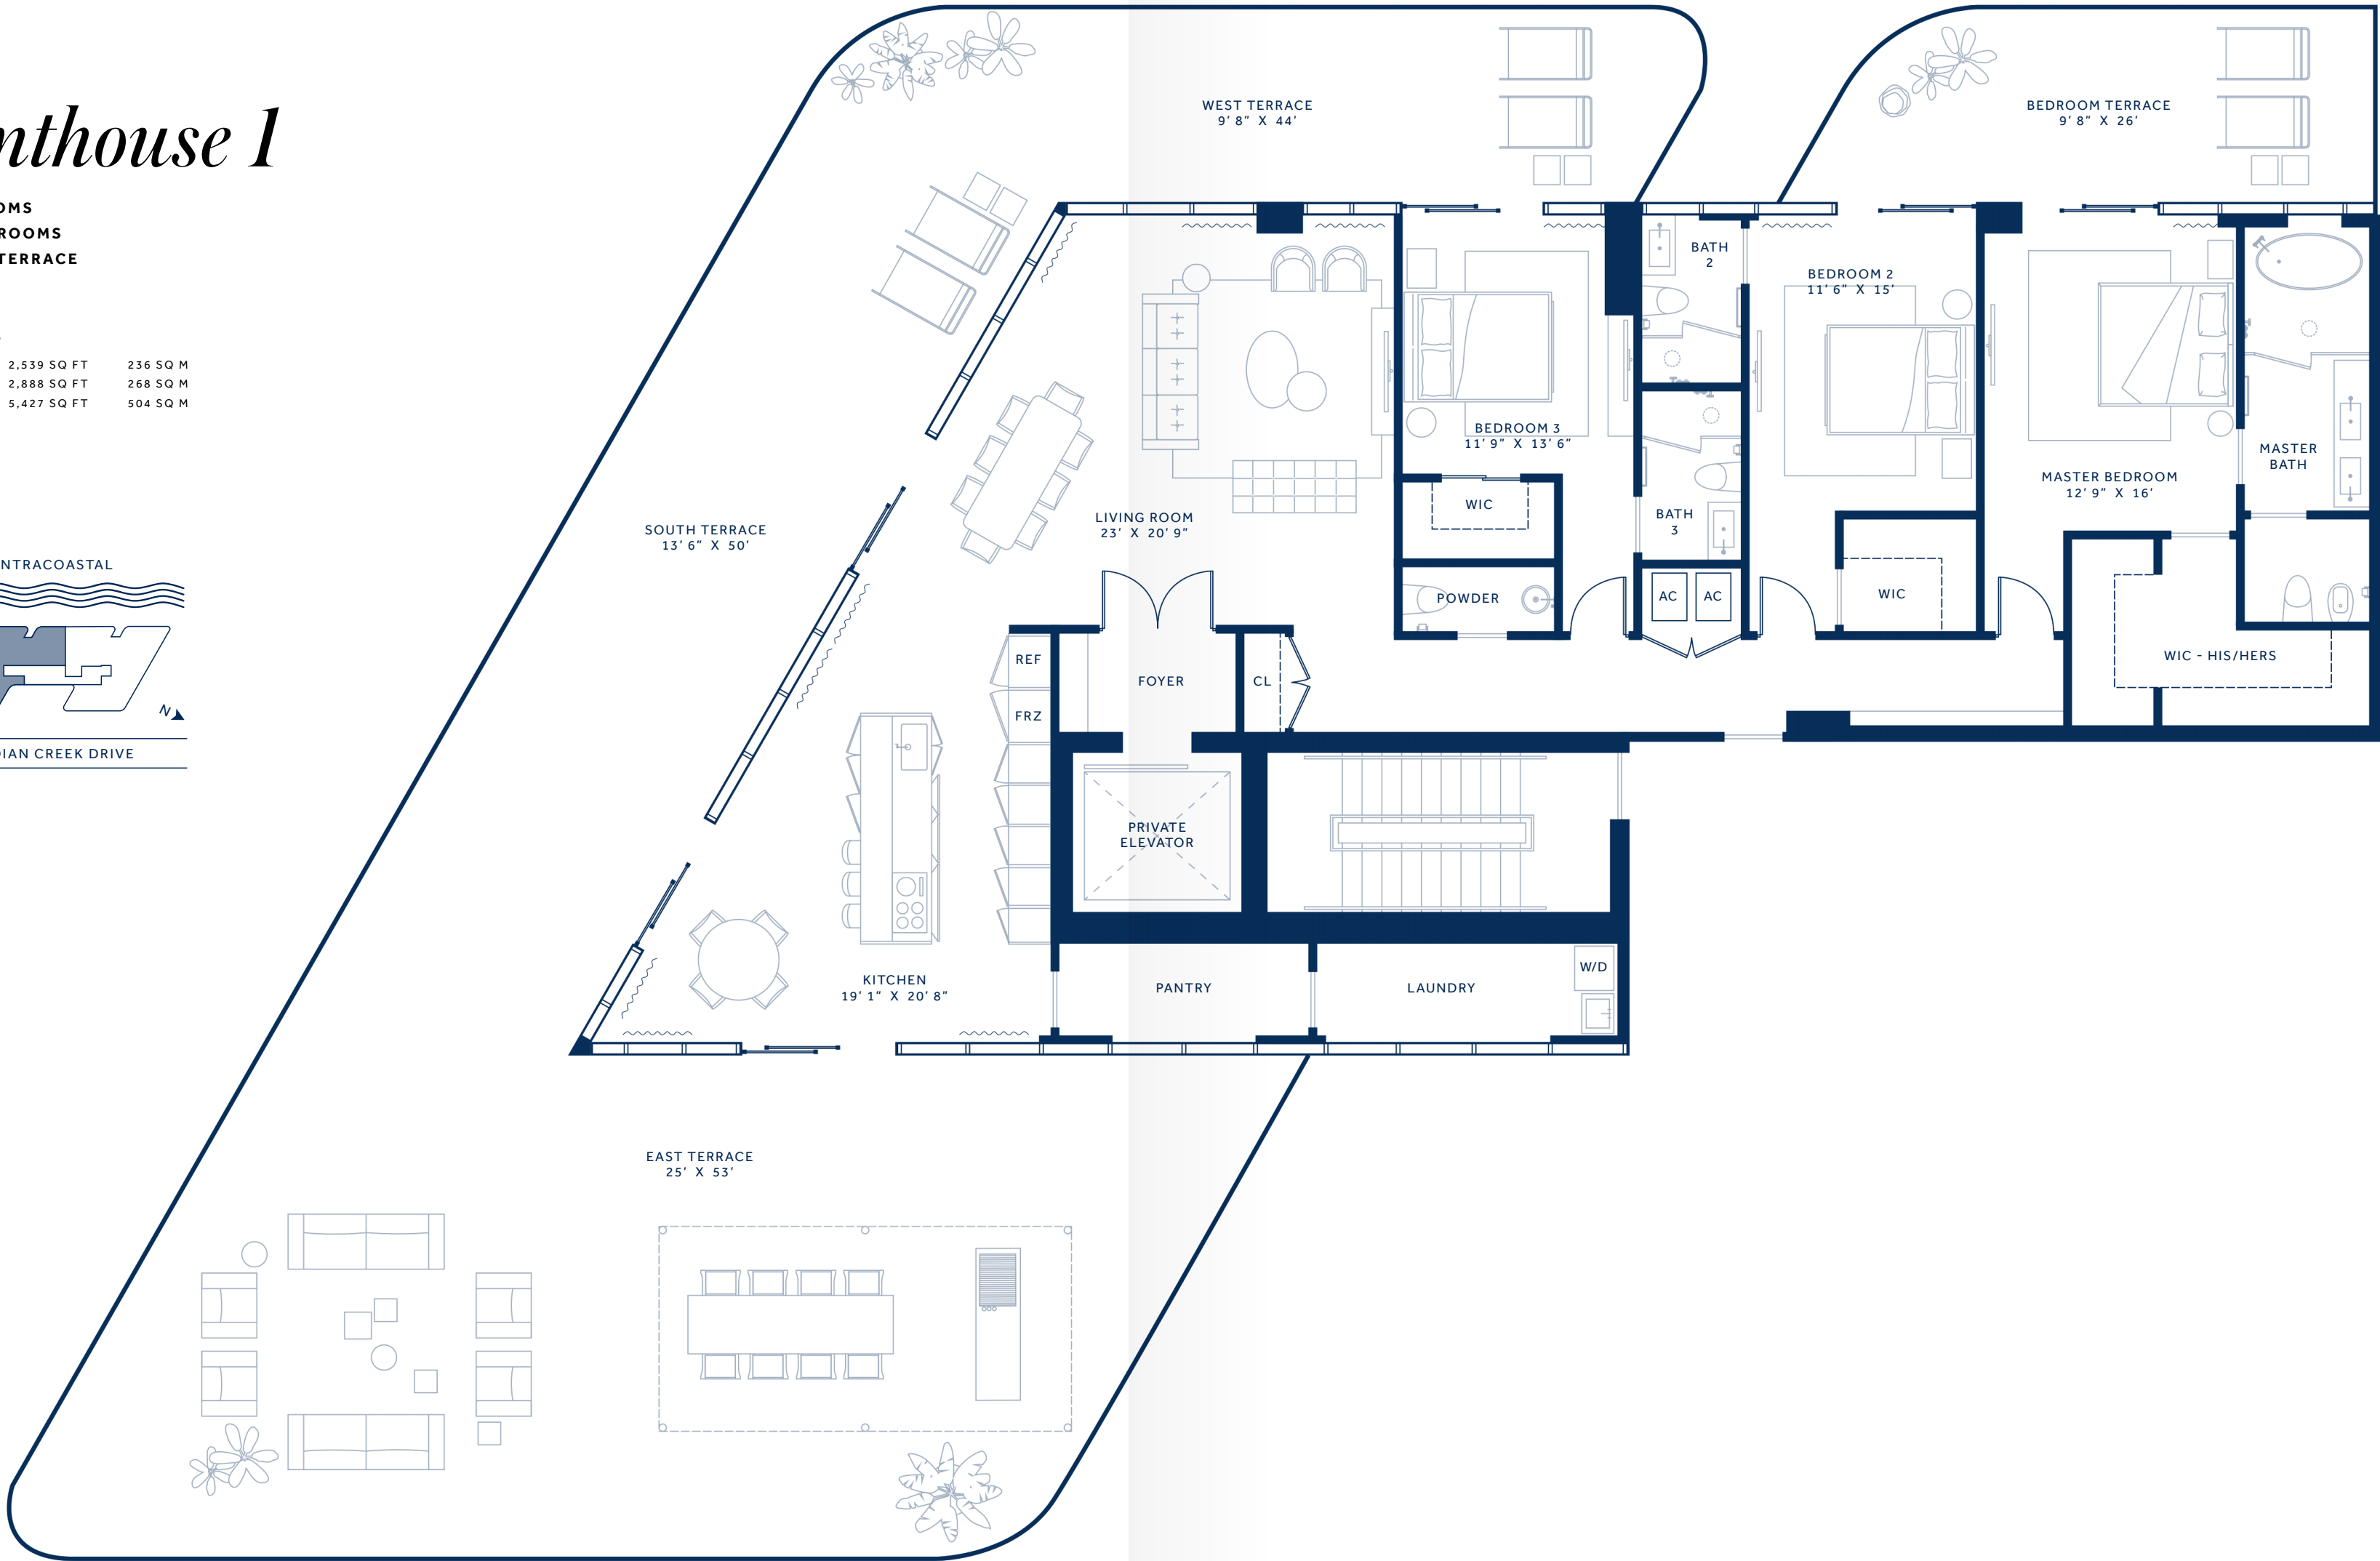 nthouse 1
OMS
ROOMS
TERRACE
2,539 SQ FT 236 SQ M
2,888 SQ FT 268 SQ M
5,427 SQ FT 504 SQ M
NTRACOASTAL
N
IAN CREEK DRIVE
WEST TERRACE
9' 8" X 44'
BEDROOM TERRACE
9' 8" X 26'
SOUTH TERRACE
13' 6" X 50'
LIVING ROOM
23' X 20' 9"
BEDROOM 3
11' 9" X 13' 6"
WIC
POWDER
BATH
2
BATH
3
AC
AC
BEDROOM 2
11' 6" X 15'
WIC
MASTER BEDROOM
12' 9" X 16'
MASTER
BATH
WIC - HIS/HERS
REF
FRZ
FOYER
CL
PRIVATE
ELEVATOR
KITCHEN
19' 1" X 20' 8"
PANTRY
LAUNDRY
W/D
EAST TERRACE
25' X 53'